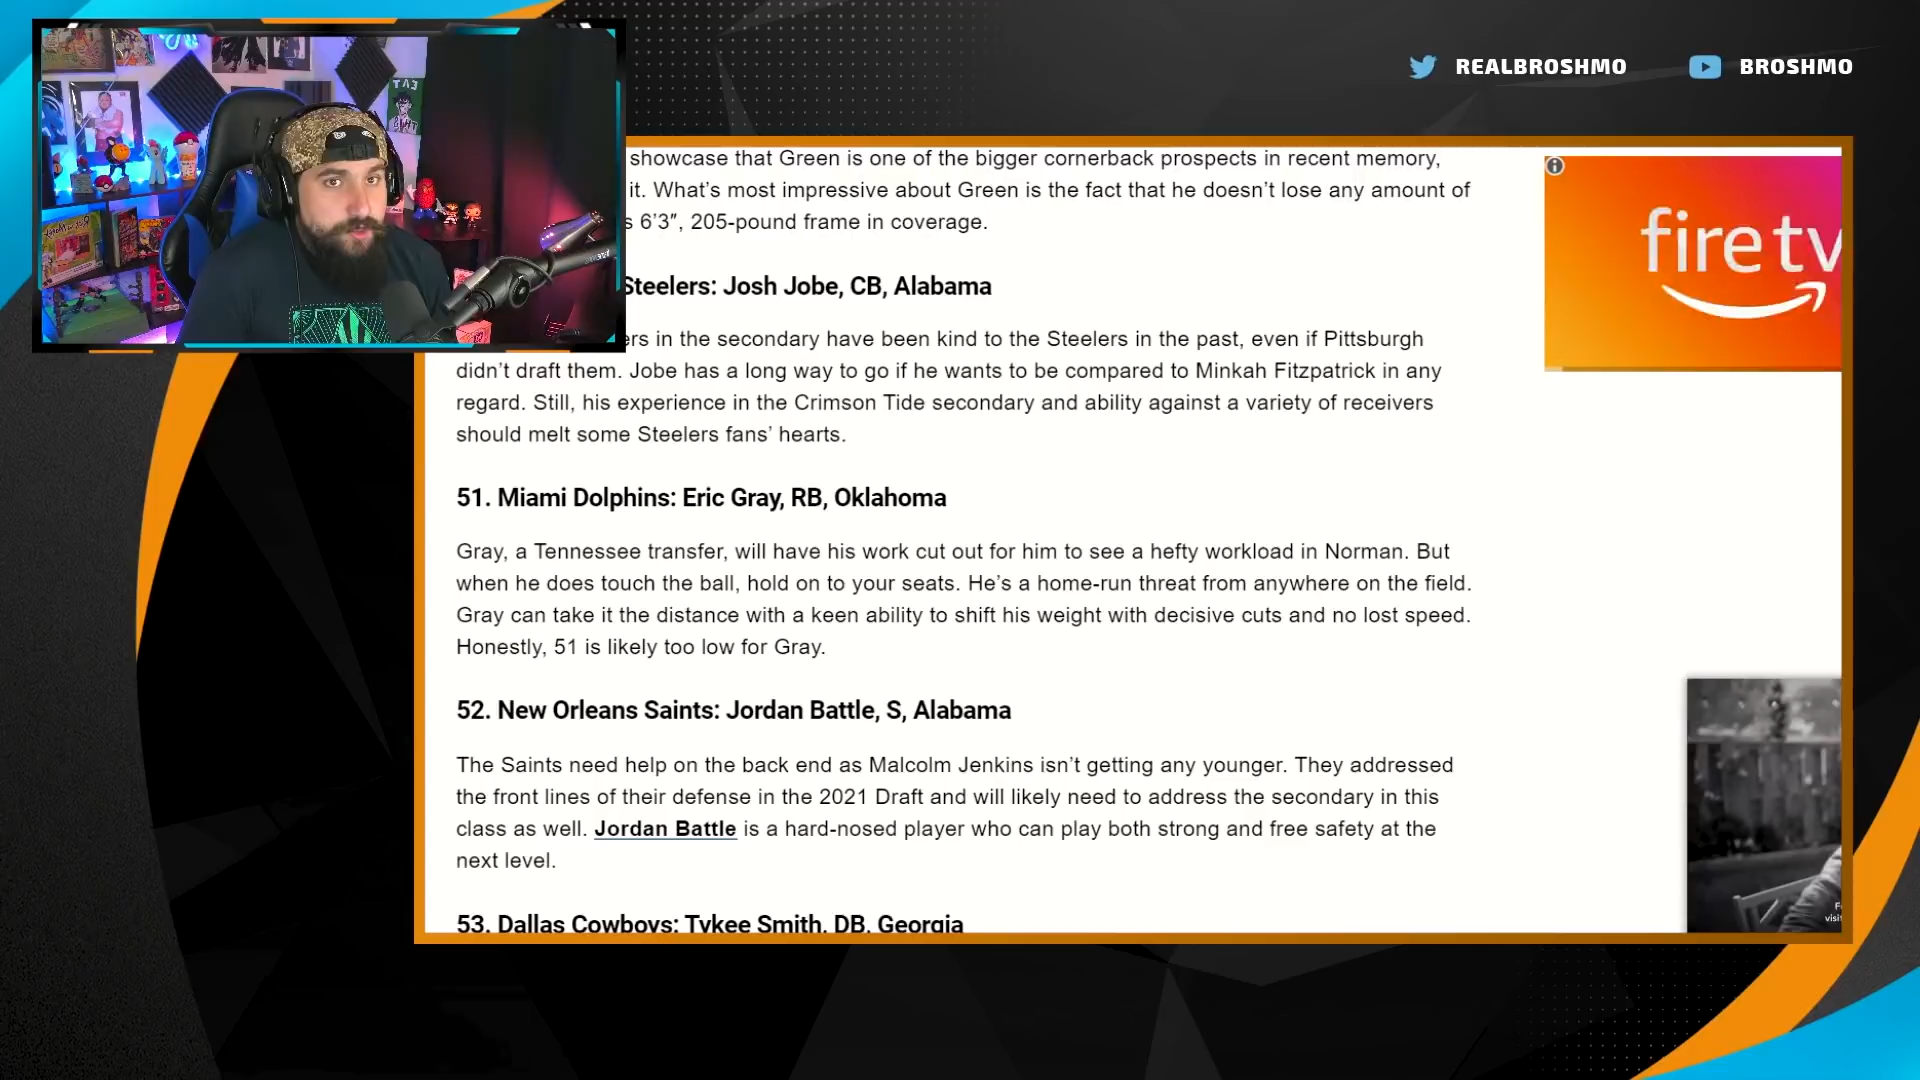 REALBROSHMO BROSHMO
showcase that Green is one of the bigger cornerback prospects in recent memory,
it. What’s most impressive about Green is the fact that he doesn’t lose any amount of
s 6’3″, 205-pound frame in coverage.
fire tv
Steelers: Josh Jobe, CB, Alabama
ers in the secondary have been kind to the Steelers in the past, even if Pittsburgh
didn’t draft them. Jobe has a long way to go if he wants to be compared to Minkah Fitzpatrick in any
regard. Still, his experience in the Crimson Tide secondary and ability against a variety of receivers
should melt some Steelers fans’ hearts.
51. Miami Dolphins: Eric Gray, RB, Oklahoma
Gray, a Tennessee transfer, will have his work cut out for him to see a hefty workload in Norman. But
when he does touch the ball, hold on to your seats. He’s a home-run threat from anywhere on the field.
Gray can take it the distance with a keen ability to shift his weight with decisive cuts and no lost speed.
Honestly, 51 is likely too low for Gray.
52. New Orleans Saints: Jordan Battle, S, Alabama
The Saints need help on the back end as Malcolm Jenkins isn’t getting any younger. They addressed
the front lines of their defense in the 2021 Draft and will likely need to address the secondary in this
class as well. Jordan Battle is a hard-nosed player who can play both strong and free safety at the
next level.
53. Dallas Cowboys: Tykee Smith, DB, Georgia